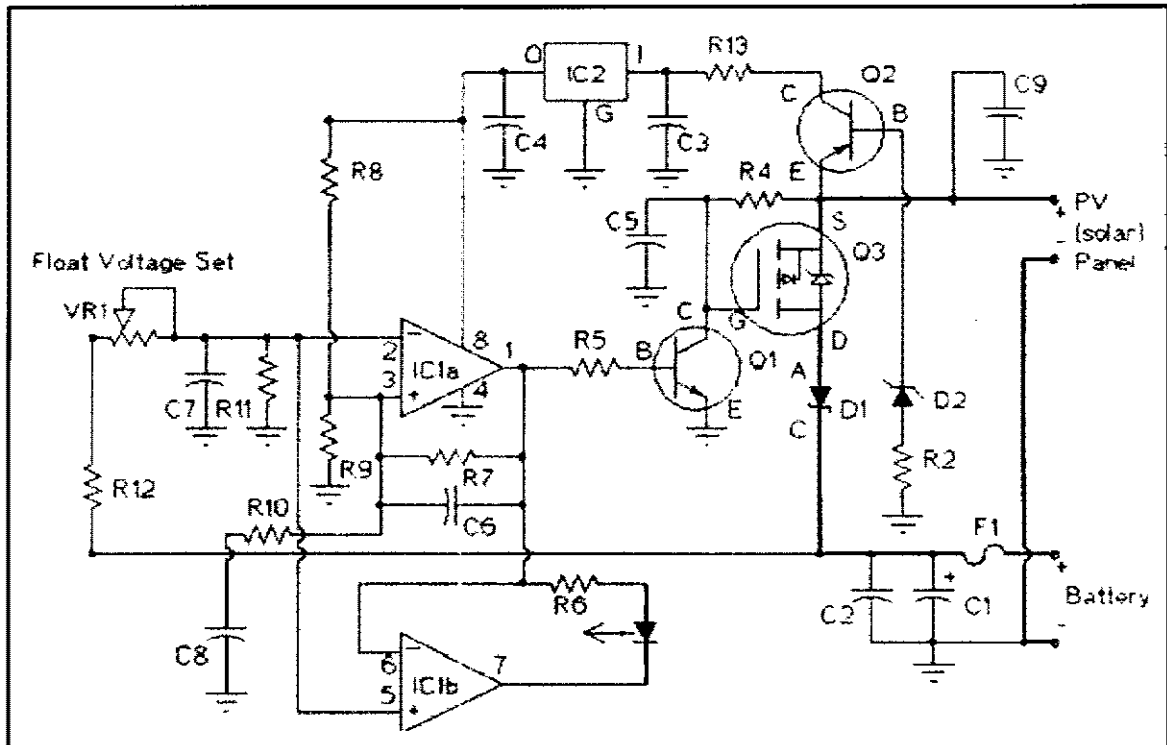 O IC2 I R13 Q2 C9
C B
G
C4 C3
R8 R4 E
PV
C5 S + (solar)
Float Voltage Set Q3 - Panel
VR1
C G
8 D
2 - R5 B Q1 A
IC1a 1
3 + 4 D1 D2
C7 R11 E C
R9 R7 R2
R12
R10 C6
F1
+
R6 C2 + C1 Battery
C8 6 - 7 -
IC1b
5 +